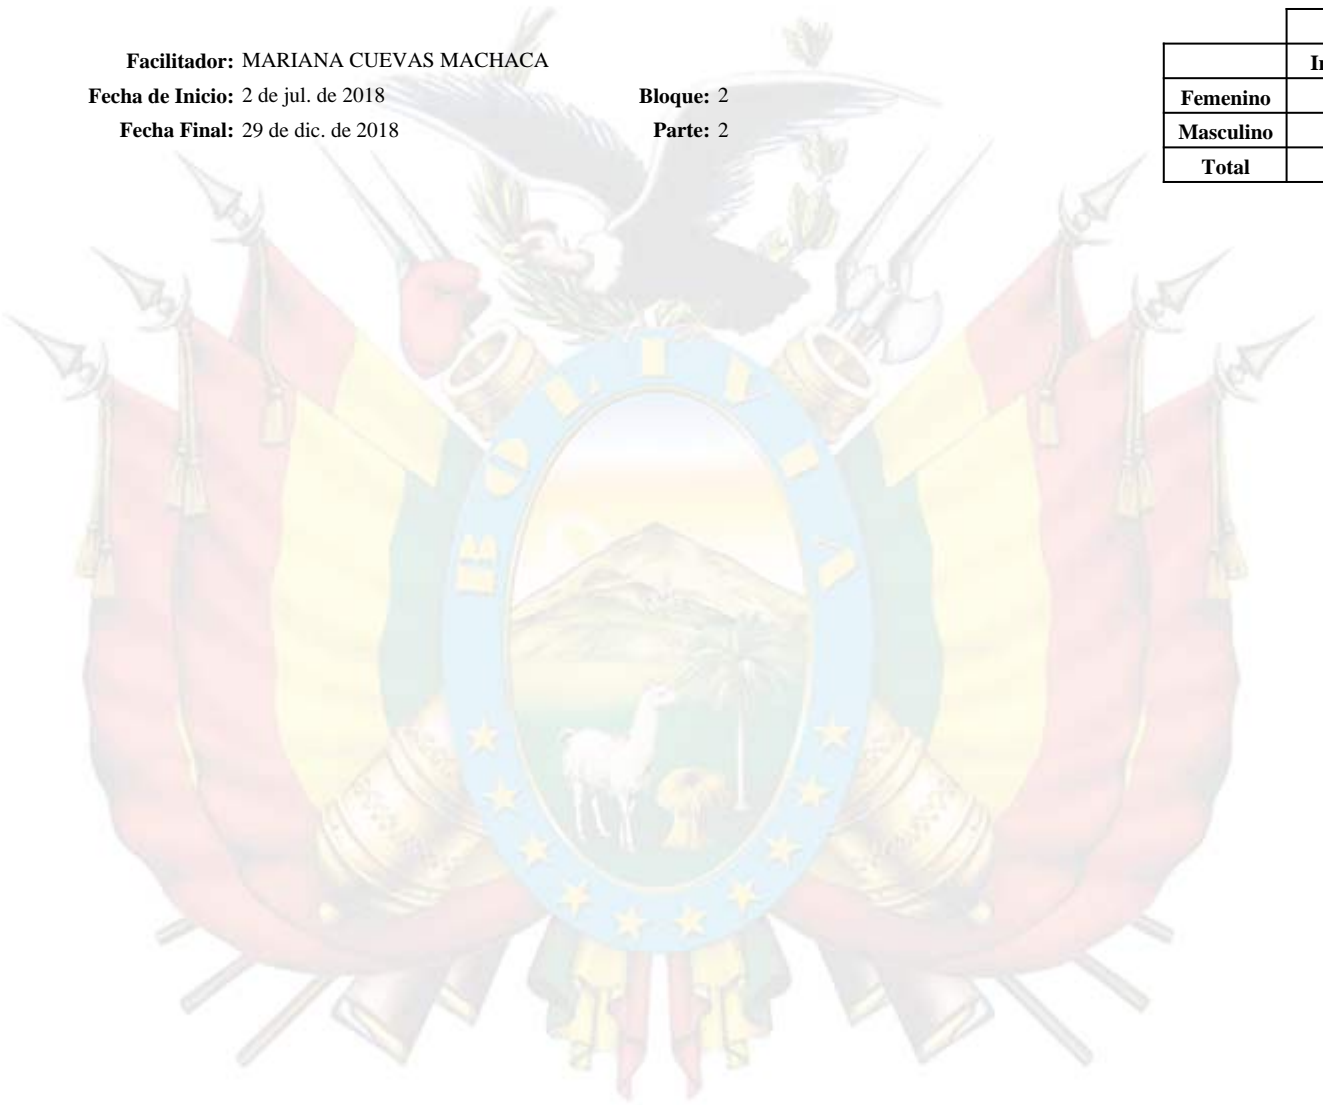 Facilitador: MARIANA CUEVAS MACHACA
Fecha de Inicio: 2 de jul. de 2018 Bloque: 2
Fecha Final: 29 de dic. de 2018 Parte: 2
Femenino
Masculino
Total
BOLIVIA